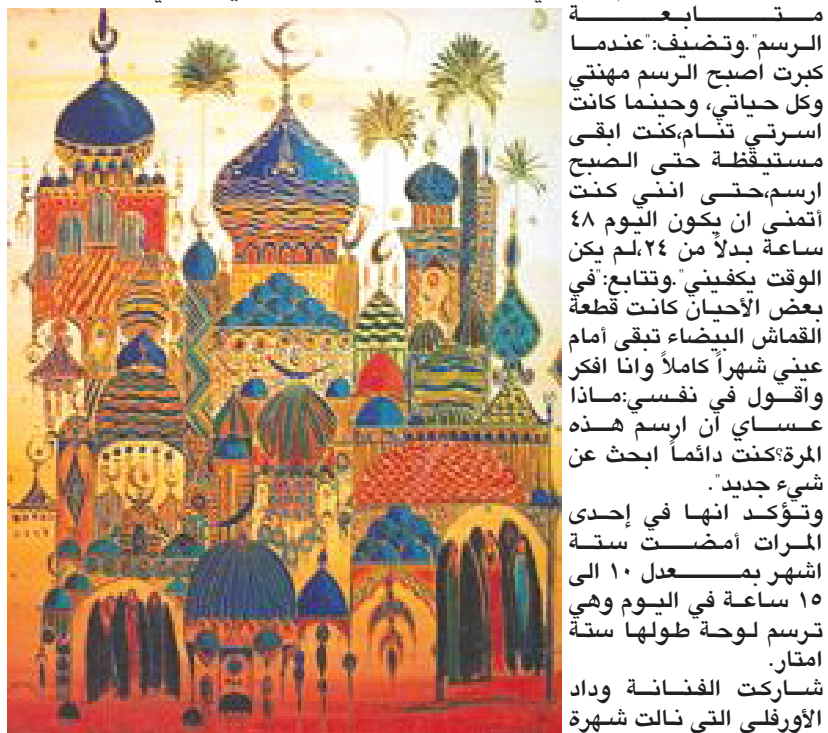 متابعة
الرسم".وتضيف:"عندما
كبرت اصبح الرسم مهنتي
وكل حياتي، وحينما كانت
اسرتي تنام،كنت ابقى
مستيقظة حتى الصبح
ارسم،حتى انني كنت
أتمنى ان يكون اليوم ٤٨
ساعة بدلاً من ٢٤،لم يكن
الوقت يكفيني".وتتابع:"في
بعض الأحيان كانت قطعة
القماش البيضاء تبقى أمام
عيني شهراً كاملاً وانا افكر
واقول في نفسي:ماذا
عساي ان ارسم هذه
المرة؟كنت دائماً ابحث عن
شيء جديد".
وتؤكد انها في إحدى
المرات أمضت ستة
اشهر بمعدل ١٠ الى
١٥ ساعة في اليوم وهي
ترسم لوحة طولها ستة
امتار.
شاركت الفنانة وداد
الأورفلي التي نالت شهرة